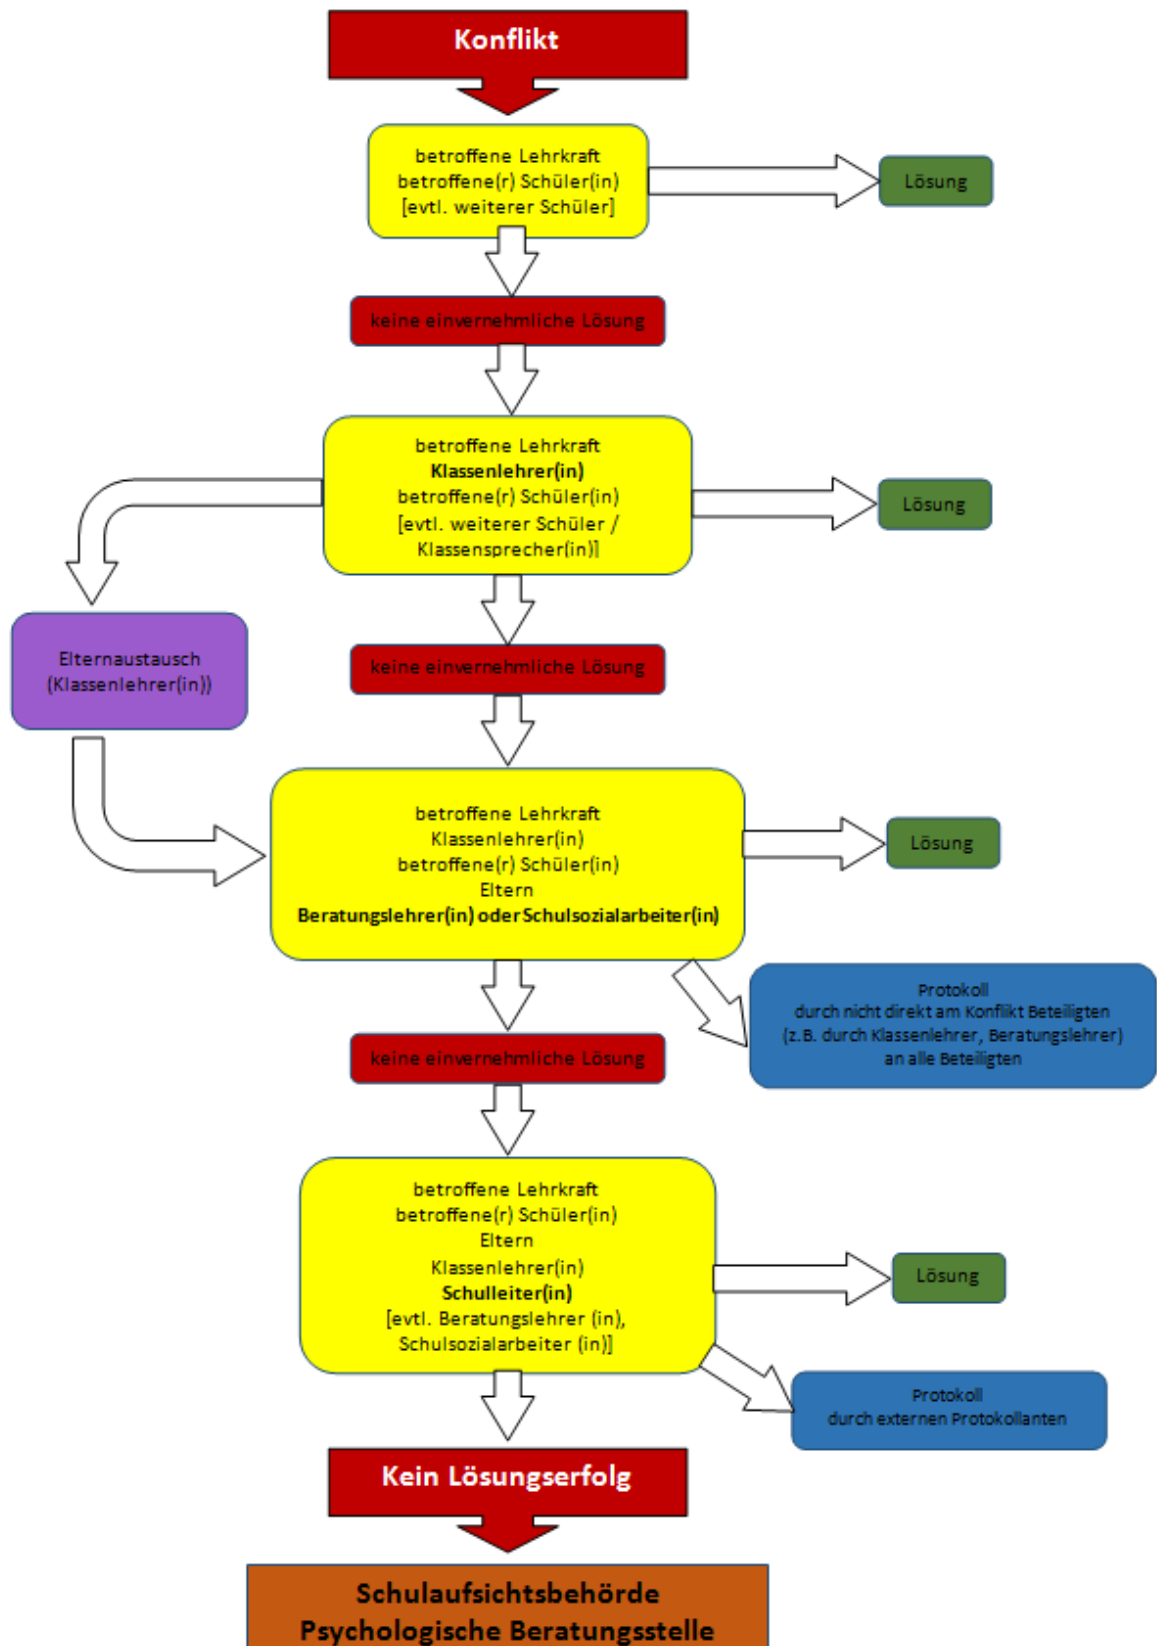 Konflikt
betroffene Lehrkraft
betroffene(r) Schüler(in)
[evtl. weiterer Schüler]
Lösung
keine einvernehmliche Lösung
betroffene Lehrkraft
Klassenlehrer(in)
betroffene(r) Schüler(in)
[evtl. weiterer Schüler /
Klassensprecher(in)]
Lösung
Elternaustausch
(Klassenlehrer(in))
keine einvernehmliche Lösung
betroffene Lehrkraft
Klassenlehrer(in)
betroffene(r) Schüler(in)
Eltern
Beratungslehrer(in) oder Schulsozialarbeiter(in)
Lösung
Protokoll
durch nicht direkt am Konflikt Beteiligten
(z.B. durch Klassenlehrer, Beratungslehrer)
an alle Beteiligten
keine einvernehmliche Lösung
betroffene Lehrkraft
betroffene(r) Schüler(in)
Eltern
Klassenlehrer(in)
Schulleiter(in)
[evtl. Beratungslehrer (in),
Schulsozialarbeiter (in)]
Lösung
Protokoll
durch externen Protokollanten
Kein Lösungserfolg
Schulaufsichtsbehörde
Psychologische Beratungsstelle